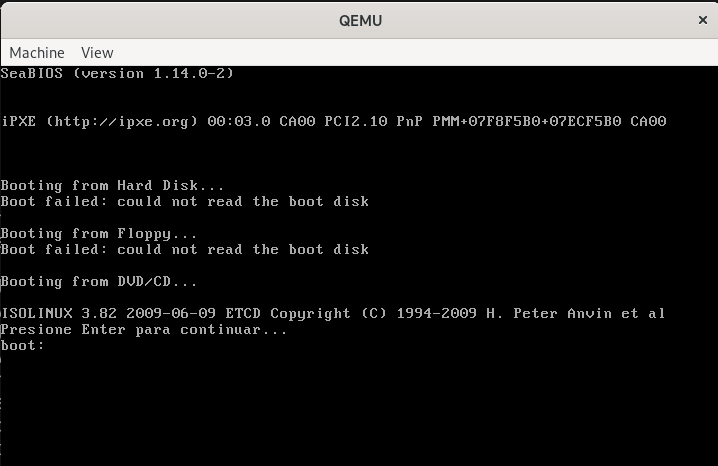 QEMU
×
Machine View
SeaBIOS (version 1.14.0-2)
iPXE (http://ipxe.org) 00:03.0 CA00 PCI2.10 PnP PMM+07F8F5B0+07ECF5B0 CA00
Booting from Hard Disk...
Boot failed: could not read the boot disk
Booting from Floppy...
Boot failed: could not read the boot disk
Booting from DVD/CD...
ISOLINUX 3.82 2009-06-09 ETCD Copyright (C) 1994-2009 H. Peter Anvin et al
Presione Enter para continuar...
boot: